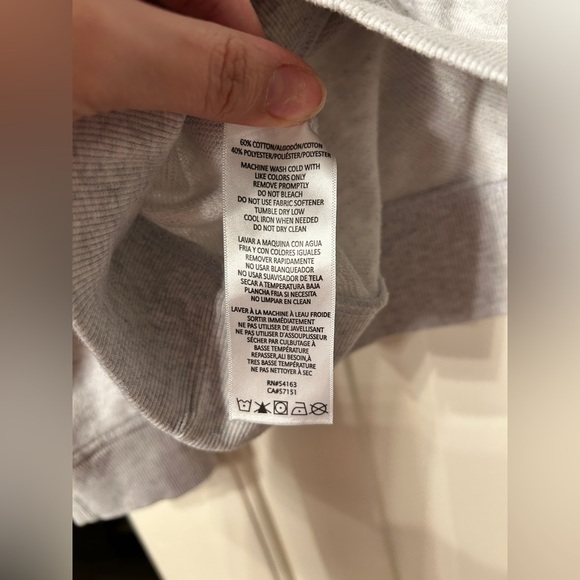 60% COTTON/ALGODÓN/COTON
40% POLYESTER/POLIÉSTER/POLYESTER
MACHINE WASH COLD WITH
LIKE COLORS ONLY
REMOVE PROMPTLY
DO NOT BLEACH
DO NOT USE FABRIC SOFTENER
TUMBLE DRY LOW
COOL IRON WHEN NEEDED
DO NOT DRY CLEAN
LAVAR A MAQUINA CON AGUA
FRIA Y CON COLORES IGUALES
REMOVER RAPIDAMENTE
NO USAR BLANQUEADOR
NO USAR SUAVISADOR DE TELA
SECAR A TEMPERATURA BAJA
PLANCHA FRIA SI NECESITA
NO LIMPIAR EN CLEAN
LAVER À LA MACHINE À LEAU FROIDE
SORTIR IMMÉDIATEMENT
NE PAS UTILISER DE JAVELLISANT
NE PAS UTILISER D'ASSOUPLISSEUR
SÉCHER PAR CULBUTAGE À
BASSE TEMPÉRATURE
REPASSER,ALI BESOIN,À
TRES BASSE TEMPÉRATURE
NE PAS NETTOYER À SEC
RN#54163
CA#57151